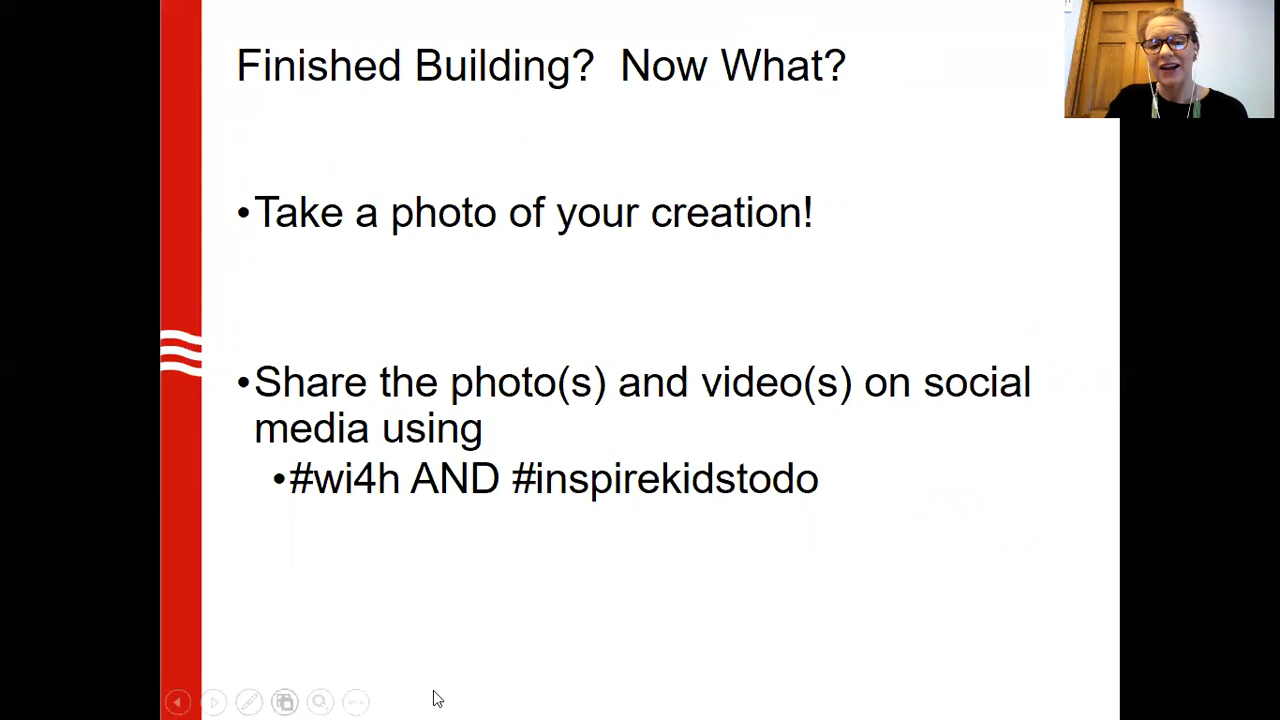 Finished Building?  Now What?
•Take a photo of your creation!
•Share the photo(s) and video(s) on social
media using
•#wi4h AND #inspirekidstodo